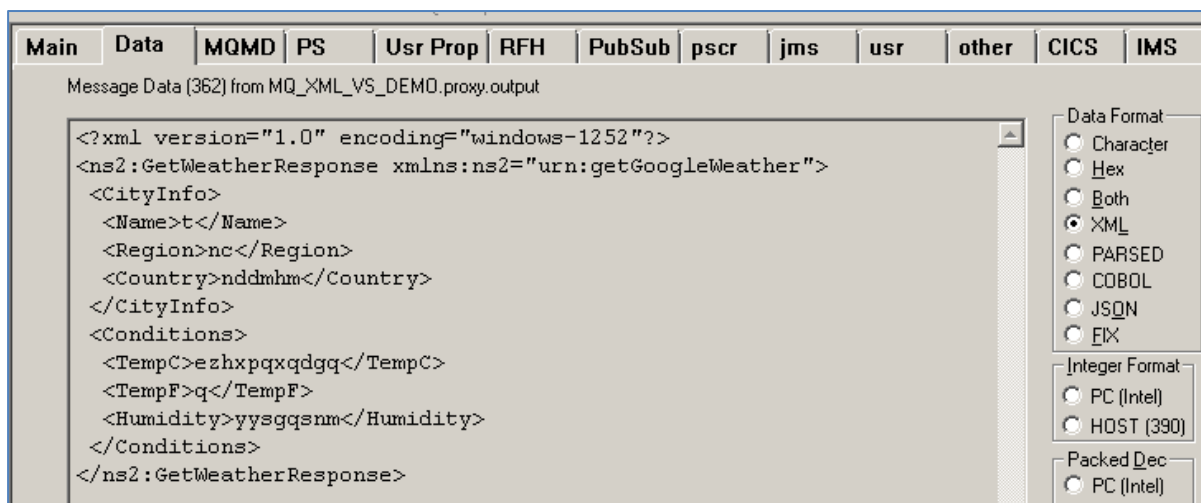 Main Data MQMD PS Usr Prop RFH PubSub pscr jms usr other CICS IMS
Message Data (362) from MQ_XML_VS_DEMO.proxy.output
<?xml version="1.0" encoding="windows-1252"?>
<ns2:GetWeatherResponse xmlns:ns2="urn:getGoogleWeather">
<CityInfo>
<Name>t</Name>
<Region>nc</Region>
<Country>nddmhm</Country>
</CityInfo>
<Conditions>
<TempC>ezhxpqxqdgq</TempC>
<TempF>q</TempF>
<Humidity>yysgqsnm</Humidity>
</Conditions>
</ns2:GetWeatherResponse>
Data Format
Character
Hex
Both
XML
PARSED
COBOL
JSON
FIX
Integer Format
PC (Intel)
HOST (390)
Packed Dec
PC (Intel)